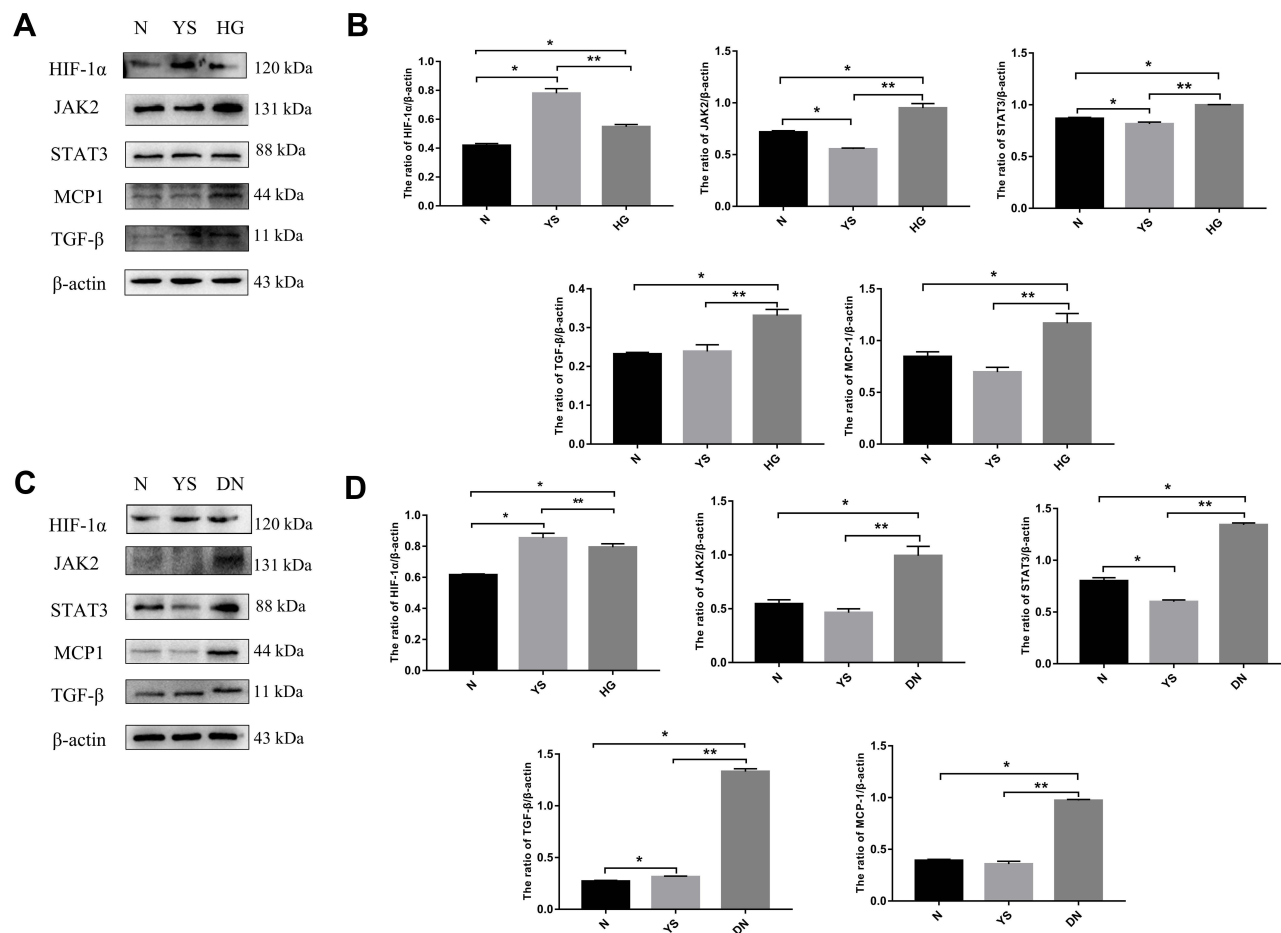 A
N YS HG
HIF-1α 120 kDa
JAK2 131 kDa
STAT3 88 kDa
MCP1 44 kDa
TGF-β 11 kDa
β-actin 43 kDa
B
The ratio of HIF-1α/β-actin
1.0
0.8
0.6
0.4
0.2
0.0
*
*
**
N YS HG
The ratio of JAK2/β-actin
1.5
1.0
0.5
0.0
*
*
**
N YS HG
The ratio of STAT3/β-actin
1.5
1.0
0.5
0.0
*
*
**
N YS HG
The ratio of TGF-β/β-actin
0.4
0.3
0.2
0.1
0.0
*
**
N YS HG
The ratio of MCP-1/β-actin
1.5
1.0
0.5
0.0
*
**
N YS HG
C
N YS DN
HIF-1α 120 kDa
JAK2 131 kDa
STAT3 88 kDa
MCP1 44 kDa
TGF-β 11 kDa
β-actin 43 kDa
D
The ratio of HIF-1α/β-actin
1.0
0.8
0.6
0.4
0.2
0.0
*
*
**
N YS HG
The ratio of JAK2/β-actin
1.5
1.0
0.5
0.0
*
**
N YS DN
The ratio of STAT3/β-actin
1.5
1.0
0.5
0.0
*
*
**
N YS DN
The ratio of TGF-β/β-actin
1.5
1.0
0.5
0.0
*
**
*
N YS DN
The ratio of MCP-1/β-actin
1.5
1.0
0.5
0.0
*
**
N YS DN